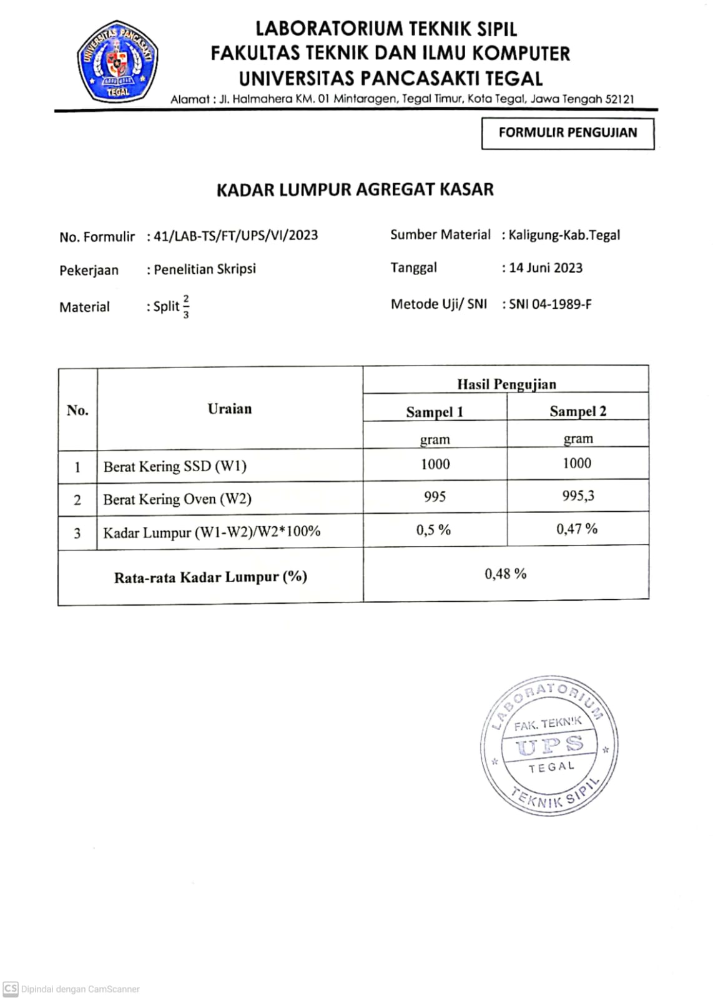 UNIVERSITAS PANCASAKTI
TEGAL
LABORATORIUM TEKNIK SIPIL
FAKULTAS TEKNIK DAN ILMU KOMPUTER
UNIVERSITAS PANCASAKTI TEGAL
Alamat : Jl. Halmahera KM. 01 Mintaragen, Tegal Timur, Kota Tegal, Jawa Tengah 52121
FORMULIR PENGUJIAN
KADAR LUMPUR AGREGAT KASAR
No. Formulir : 41/LAB-TS/FT/UPS/VI/2023 Sumber Material : Kaligung-Kab.Tegal
Pekerjaan : Penelitian Skripsi Tanggal : 14 Juni 2023
Material : Split 2/3 Metode Uji/ SNI : SNI 04-1989-F
No. Uraian Hasil Pengujian
Sampel 1 Sampel 2
gram gram
1 Berat Kering SSD (W1) 1000 1000
2 Berat Kering Oven (W2) 995 995,3
3 Kadar Lumpur (W1-W2)/W2*100% 0,5 % 0,47 %
Rata-rata Kadar Lumpur (%) 0,48 %
LABORATORIUM
FAK. TEKNIK
UPS
TEGAL
TEKNIK SIPIL
CS Dipindai dengan CamScanner